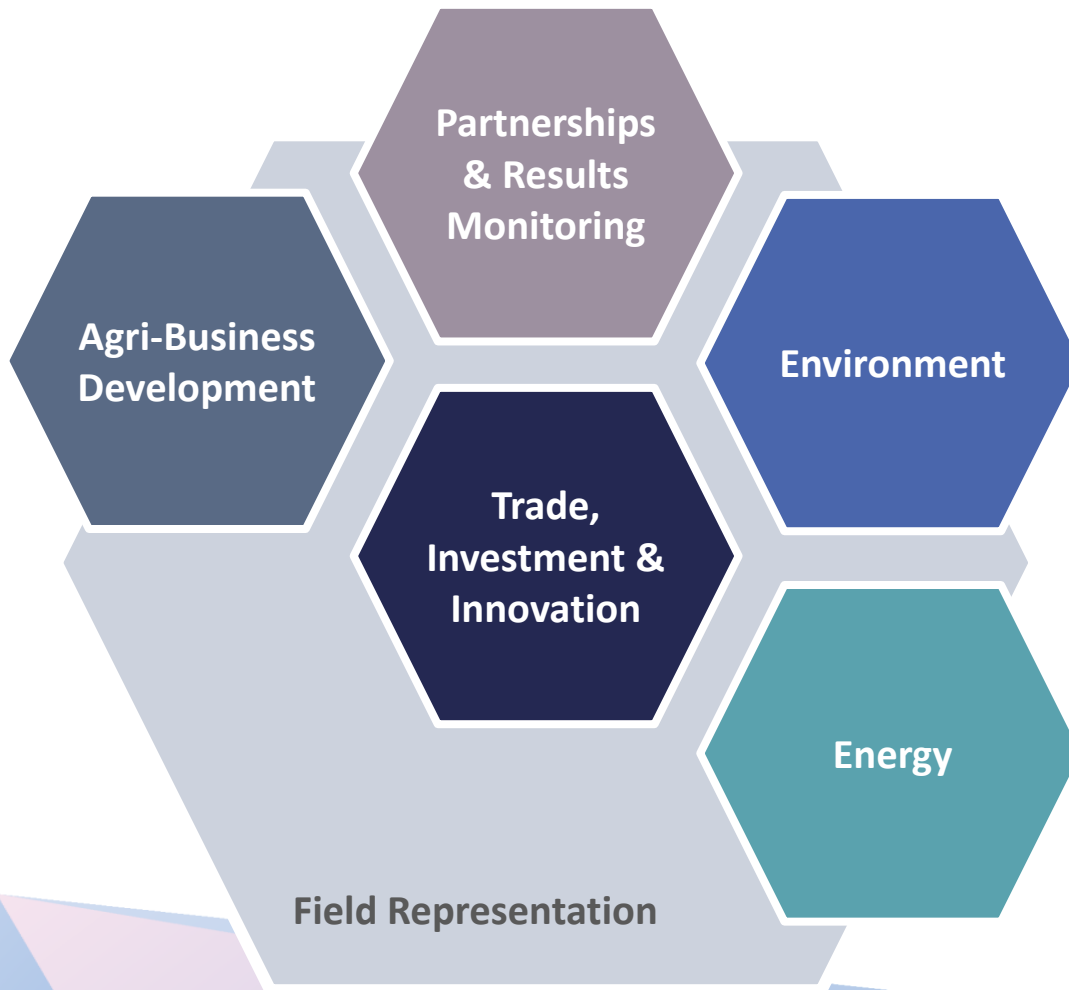 Partnerships
& Results
Monitoring
Agri-Business
Development
Environment
Trade,
Investment &
Innovation
Energy
Field Representation